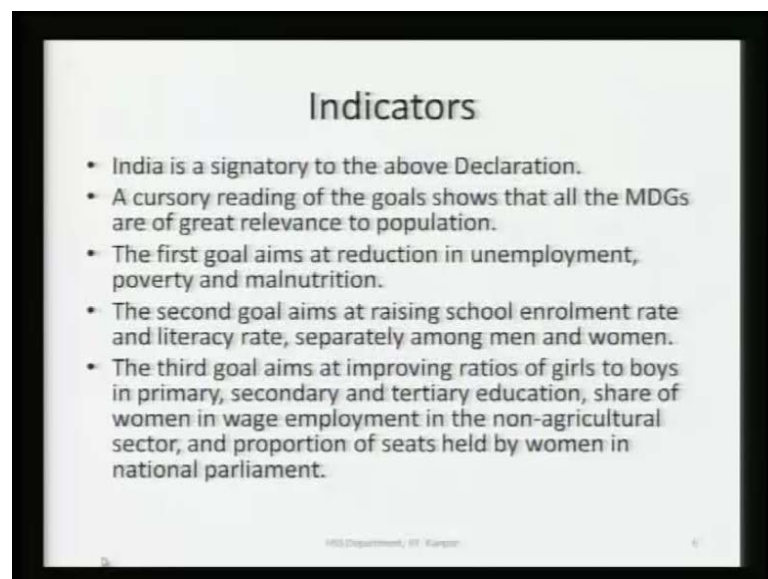 Indicators
• India is a signatory to the above Declaration.
• A cursory reading of the goals shows that all the MDGs
are of great relevance to population.
• The first goal aims at reduction in unemployment,
poverty and malnutrition.
• The second goal aims at raising school enrolment rate
and literacy rate, separately among men and women.
• The third goal aims at improving ratios of girls to boys
in primary, secondary and tertiary education, share of
women in wage employment in the non-agricultural
sector, and proportion of seats held by women in
national parliament.
HSS Department, IIT Kanpur